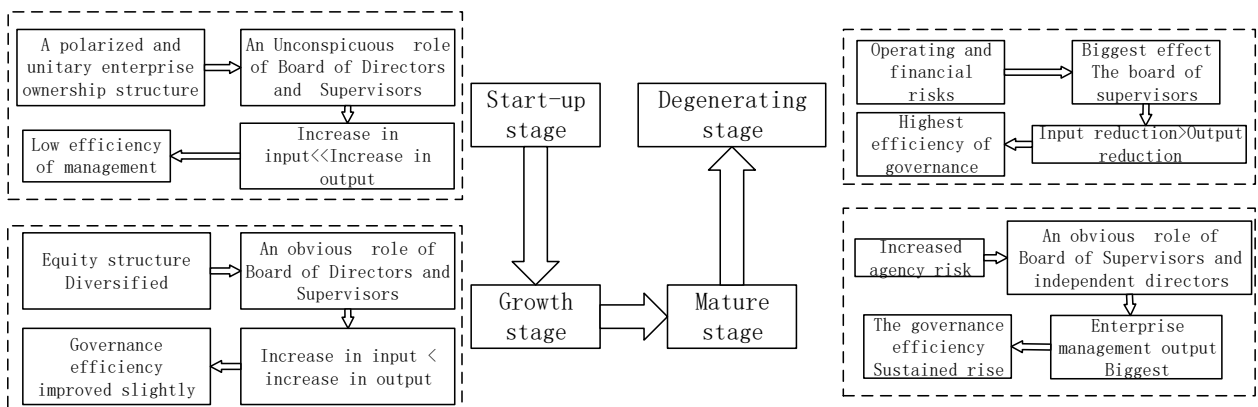 A polarized and
unitary enterprise
ownership structure
An Unconspicuous role
of Board of Directors
and Supervisors
Increase in
input<<Increase in
output
Low efficiency
of management
Equity structure
Diversified
An obvious role of
Board of Directors and
Supervisors
Increase in input <
increase in output
Governance
efficiency
improved slightly
Start-up
stage
Growth
stage
Mature
stage
Degenerating
stage
Operating and
financial
risks
Biggest effect
The board of
supervisors
Input reduction>Output
reduction
Highest
efficiency of
governance
Increased
agency risk
An obvious role of
Board of Supervisors and
independent directors
Enterprise
management output
Biggest
The governance
efficiency
Sustained rise